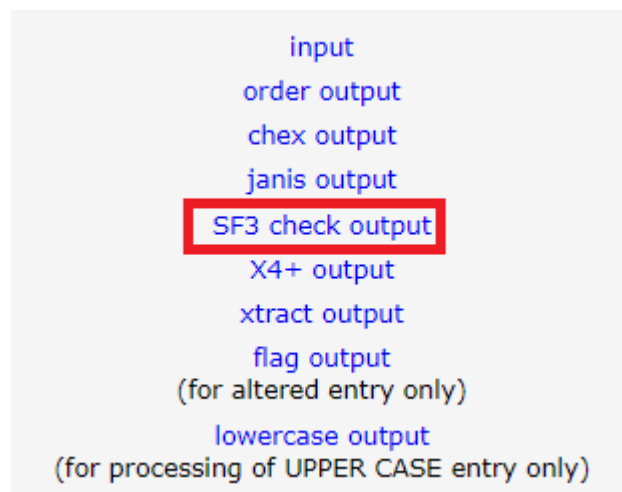 input
order output
chex output
janis output
SF3 check output
X4+ output
xtract output
flag output
(for altered entry only)
lowercase output
(for processing of UPPER CASE entry only)